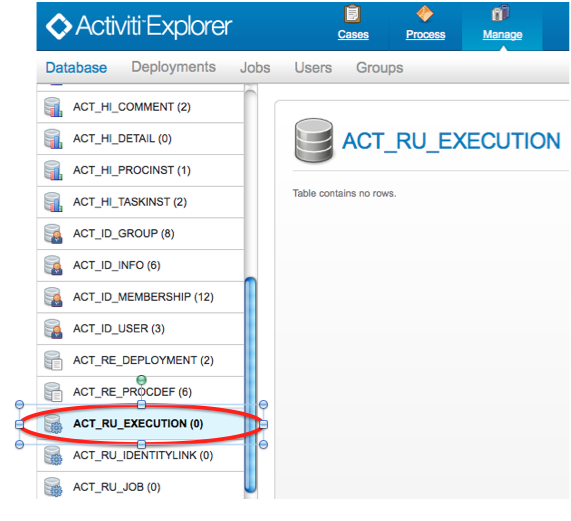 Activiti Explorer
Cases Process Manage
Database Deployments Jobs Users Groups
ACT_HI_COMMENT (2)
ACT_HI_DETAIL (0)
ACT_HI_PROCINST (1)
ACT_HI_TASKINST (2)
ACT_ID_GROUP (8)
ACT_ID_INFO (6)
ACT_ID_MEMBERSHIP (12)
ACT_ID_USER (3)
ACT_RE_DEPLOYMENT (2)
ACT_RE_PROCDEF (6)
ACT_RU_EXECUTION (0)
ACT_RU_IDENTITYLINK (0)
ACT_RU_JOB (0)
ACT_RU_EXECUTION
Table contains no rows.